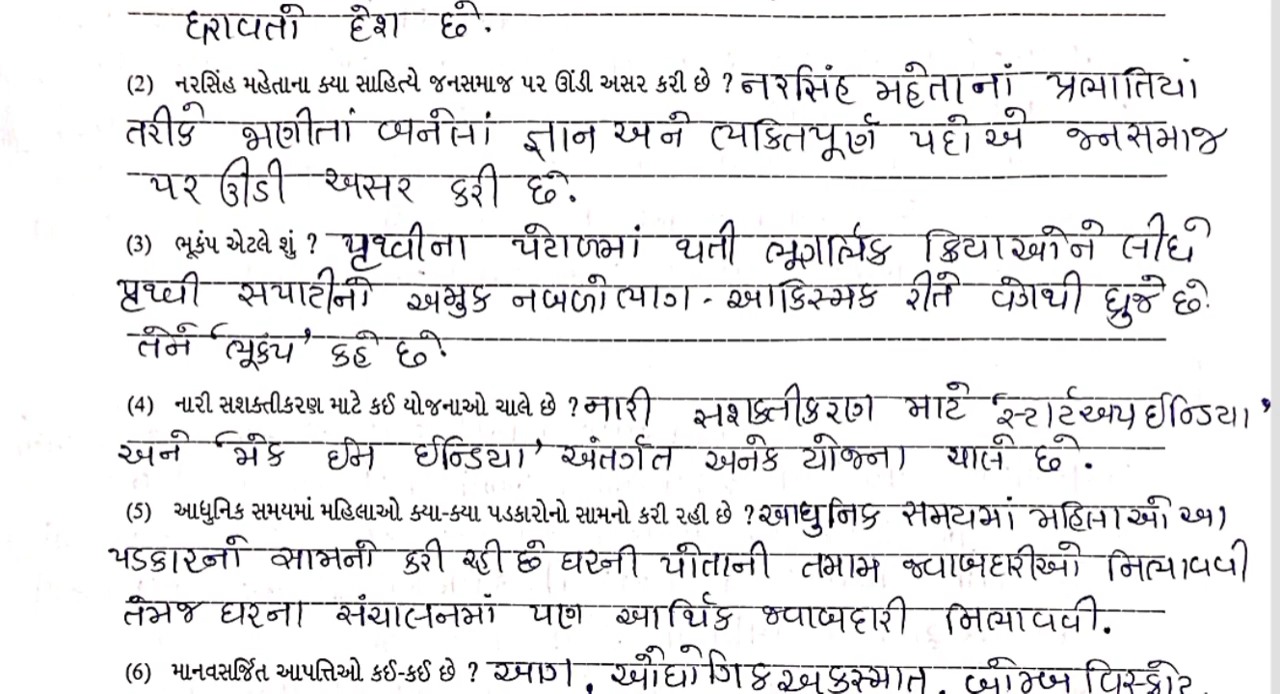 ધરાવતો દેશ છે.
(2) નરસિંહ મહેતાના ક્યા સાહિત્યે જનસમાજ પર ઊંડી અસર કરી છે ? નરસિંહ મહેતાનાં પ્રભાતિયાં
તરીકે જાણીતાં બનેલાં જ્ઞાન અને ભક્તિપૂર્ણ પદોએ જનસમાજ
પર ઊંડી અસર કરી છે.
(3) ભૂકંપ એટલે શું ? પૃથ્વીના પેટાળમાં થતી ભૂગર્ભિક ક્રિયાઓને લીધે
પૃથ્વી સપાટીનો અમુક નબળો ભાગ આકસ્મિક રીતે વેગથી ધ્રુજે છે.
તેને 'ભૂકંપ' કહે છે.
(4) નારી સશક્તીકરણ માટે કઈ યોજનાઓ ચાલે છે ? નારી સશક્તીકરણ માટે 'સ્ટાર્ટઅપ ઈન્ડિયા'
અને 'મેક ઈન ઈન્ડિયા' અંતર્ગત અનેક યોજના ચાલે છે.
(5) આધુનિક સમયમાં મહિલાઓ ક્યા-ક્યા પડકારોનો સામનો કરી રહી છે ? આધુનિક સમયમાં મહિલાઓ આ
પડકારનો સામનો કરી રહી છે ઘરની પોતાની તમામ જવાબદારીઓ નિભાવવી
તેમજ ઘરના સંચાલનમાં પણ આર્થિક જવાબદારી નિભાવવી.
(6) માનવસર્જિત આપત્તિઓ કઈ-કઈ છે ? આગ, ઔદ્યોગિક અકસ્માત, બોમ્બ વિસ્ફોટ,